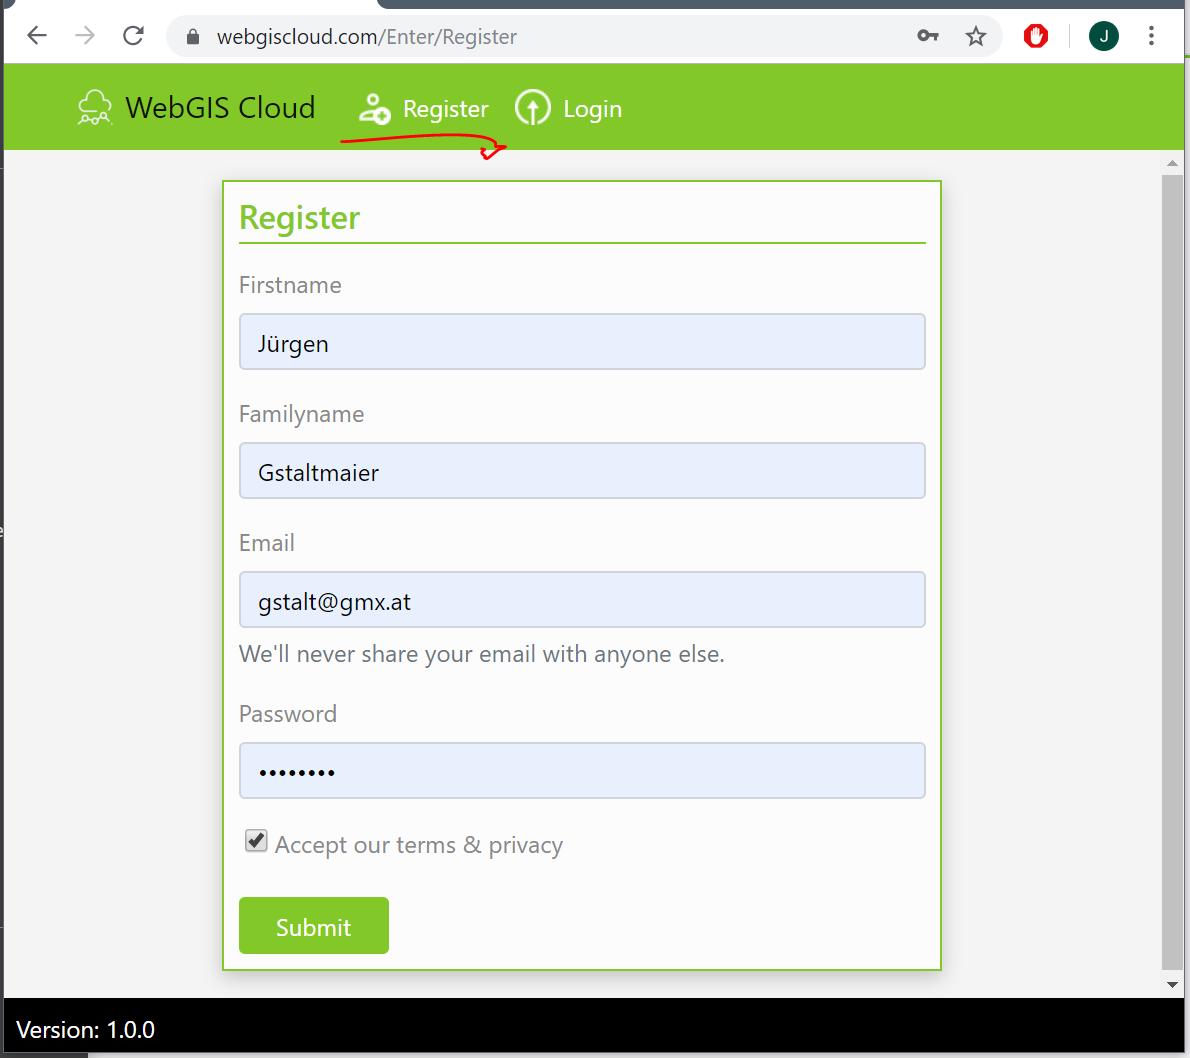 webgiscloud.com/Enter/Register
J
WebGIS Cloud Register Login
Register
Firstname
Jürgen
Familyname
Gstaltmaier
Email
gstalt@gmx.at
We'll never share your email with anyone else.
Password
••••••••
Accept our terms & privacy
Submit
Version: 1.0.0